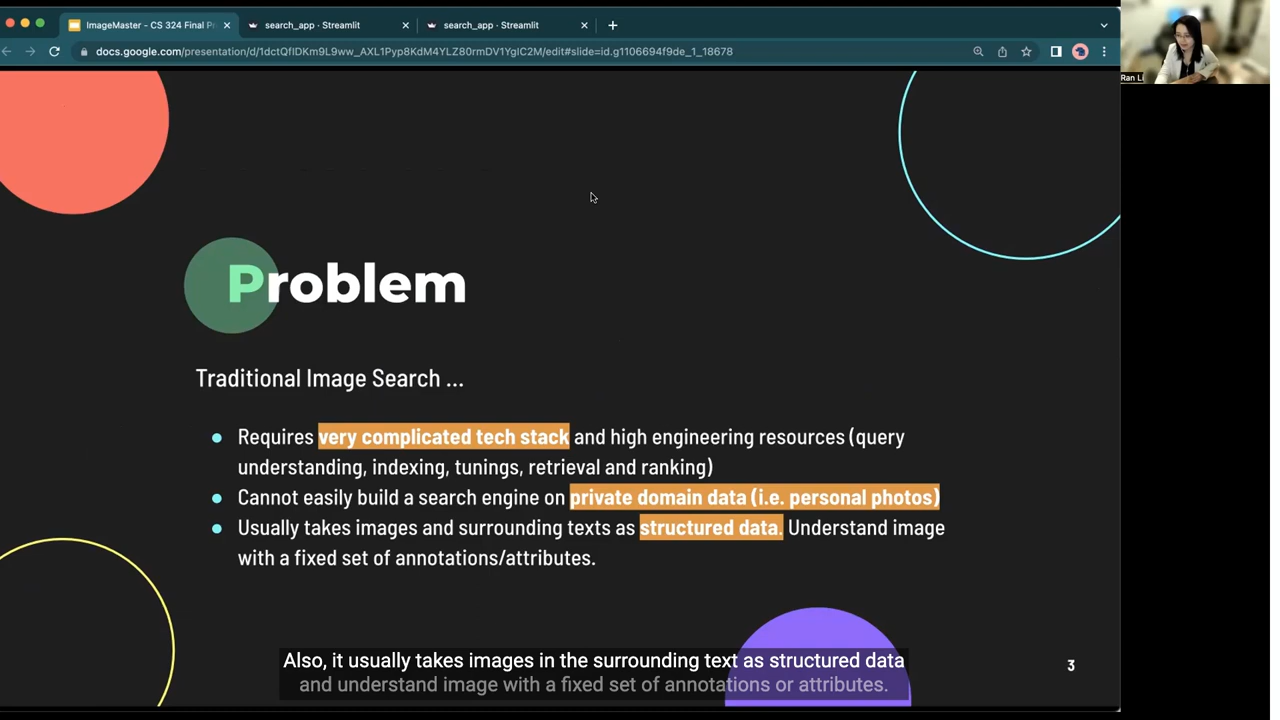 ImageMaster - CS 324 Final Pr
search_app · Streamlit
search_app · Streamlit
docs.google.com/presentation/d/1dctQflDKm9L9ww_AXL1Pyp8KdM4YLZ80rmDV1YglC2M/edit#slide=id.g1106694f9de_1_18678
Ran Li
Problem
Traditional Image Search ...
● Requires very complicated tech stack and high engineering resources (query
understanding, indexing, tunings, retrieval and ranking)
● Cannot easily build a search engine on private domain data (i.e. personal photos)
● Usually takes images and surrounding texts as structured data. Understand image
with a fixed set of annotations/attributes.
Also, it usually takes images in the surrounding text as structured data
and understand image with a fixed set of annotations or attributes.
3